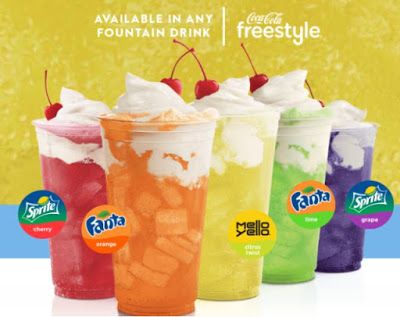 AVAILABLE IN ANY
FOUNTAIN DRINK
Coca-Cola
freestyle
Sprite
cherry
Fanta
orange
Mello
Yello
citrus
twist
Fanta
lime
Sprite
grape